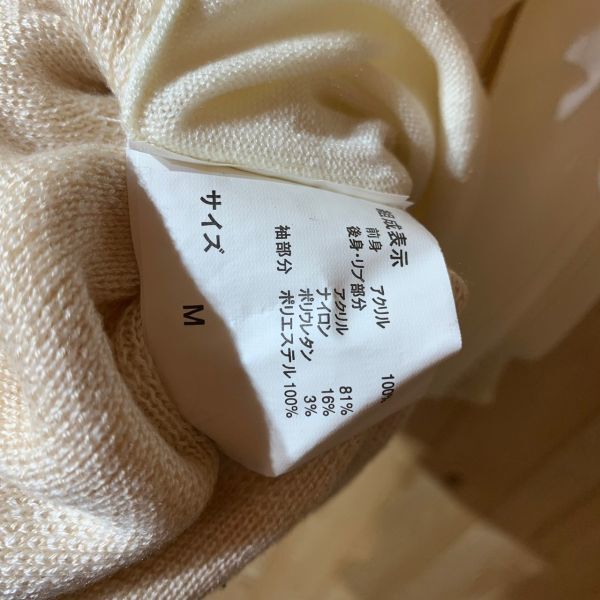 組成表示
前身 アクリル 100%
後身・リブ部分
アクリル 81%
ナイロン 16%
ポリウレタン 3%
袖部分 ポリエステル 100%
サイズ M